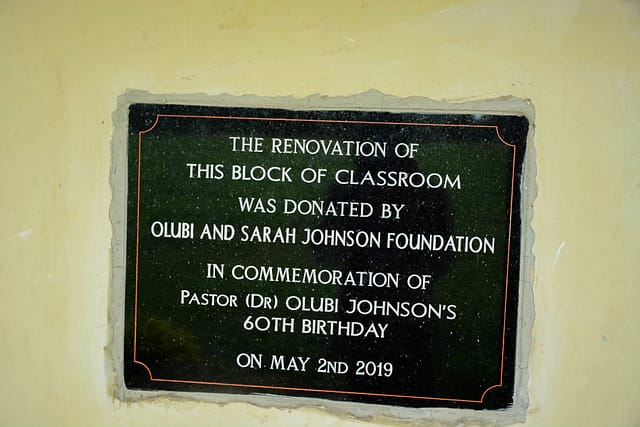 THE RENOVATION OF
THIS BLOCK OF CLASSROOM
WAS DONATED BY
OLUBI AND SARAH JOHNSON FOUNDATION
IN COMMEMORATION OF
PASTOR (DR) OLUBI JOHNSON'S
60TH BIRTHDAY
ON MAY 2ND 2019